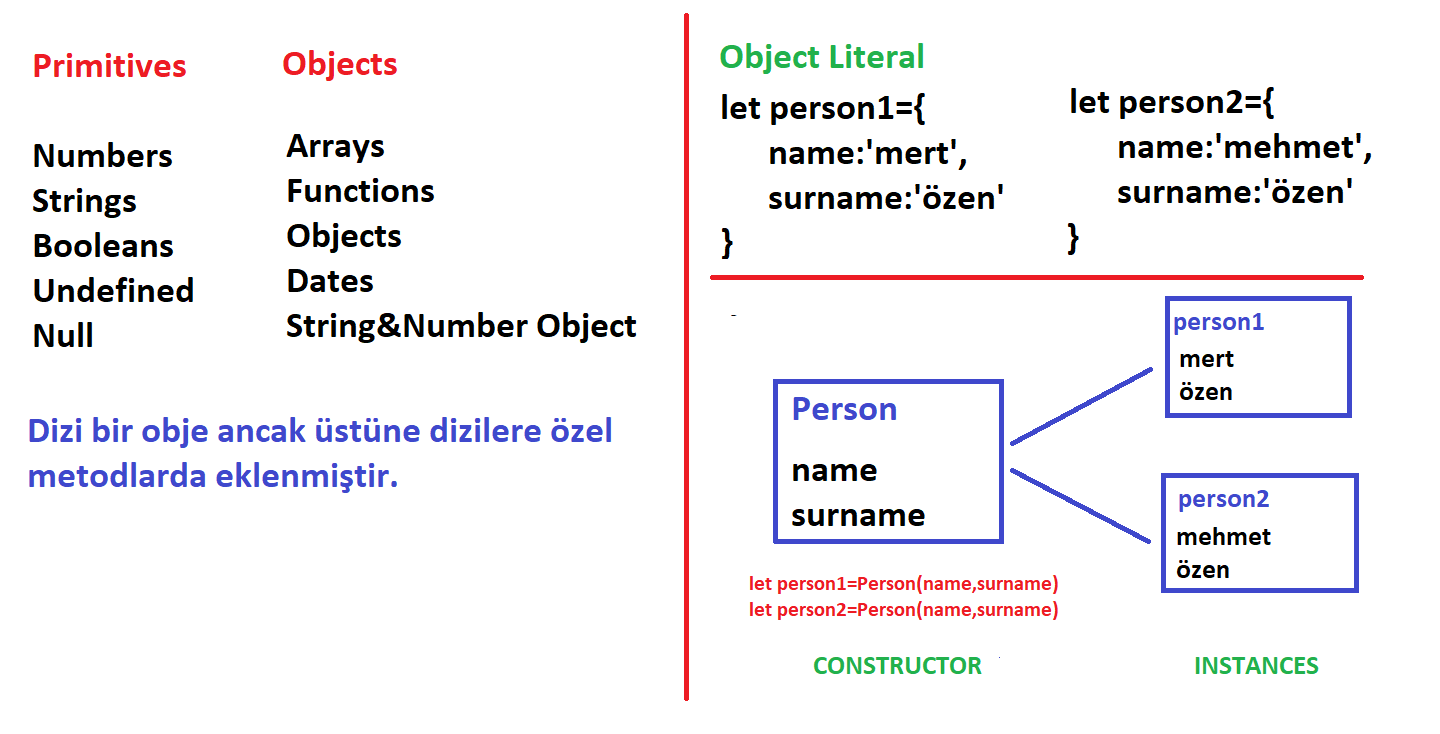 Primitives
Numbers
Strings
Booleans
Undefined
Null
Objects
Arrays
Functions
Objects
Dates
String&Number Object
Dizi bir obje ancak üstüne dizilere özel
metodlarda eklenmiştir.
Object Literal
let person1={
name:'mert',
surname:'özen'
}
let person2={
name:'mehmet',
surname:'özen'
}
Person
name
surname
let person1=Person(name,surname)
let person2=Person(name,surname)
CONSTRUCTOR
person1
mert
özen
person2
mehmet
özen
INSTANCES